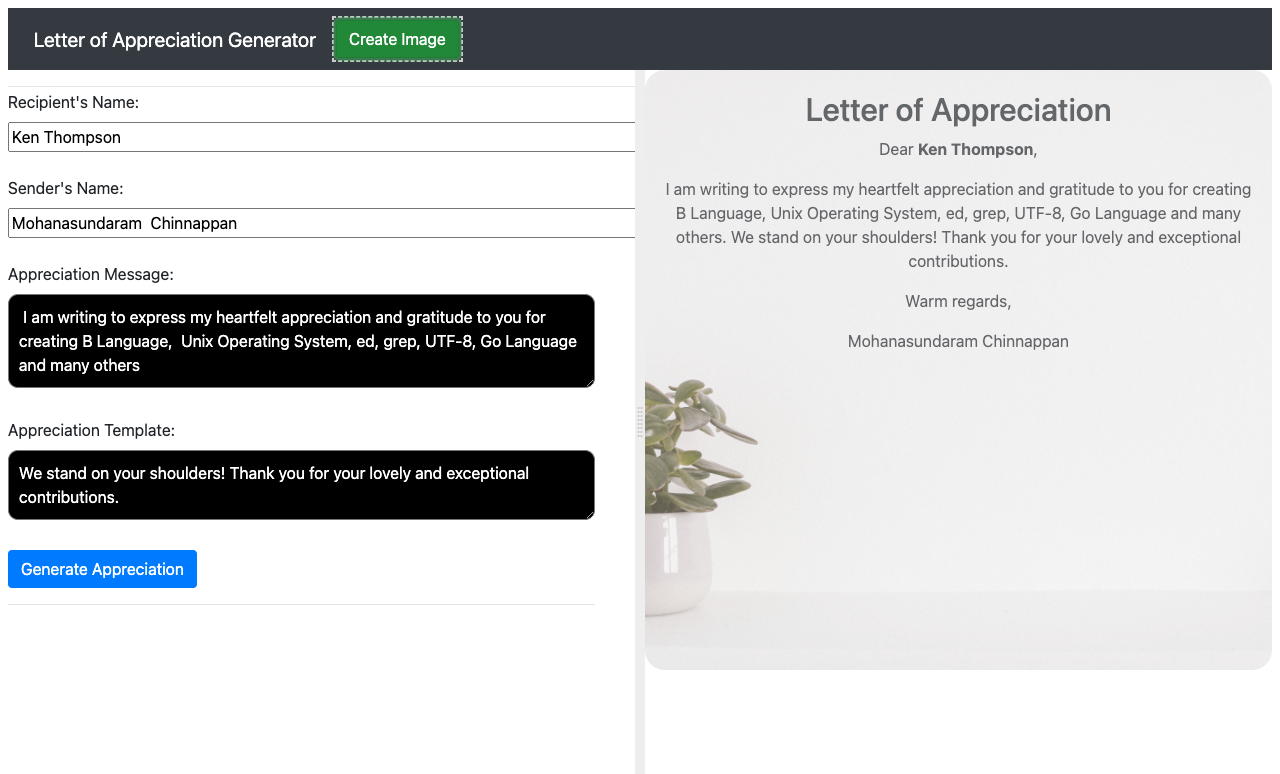 Letter of Appreciation Generator
Create Image
Recipient's Name:
Ken Thompson
Sender's Name:
Mohanasundaram  Chinnappan
Appreciation Message:
I am writing to express my heartfelt appreciation and gratitude to you for
creating B Language,  Unix Operating System, ed, grep, UTF-8, Go Language
and many others
Appreciation Template:
We stand on your shoulders! Thank you for your lovely and exceptional
contributions.
Generate Appreciation
Letter of Appreciation
Dear Ken Thompson,
I am writing to express my heartfelt appreciation and gratitude to you for creating
B Language, Unix Operating System, ed, grep, UTF-8, Go Language and many
others. We stand on your shoulders! Thank you for your lovely and exceptional
contributions.
Warm regards,
Mohanasundaram Chinnappan